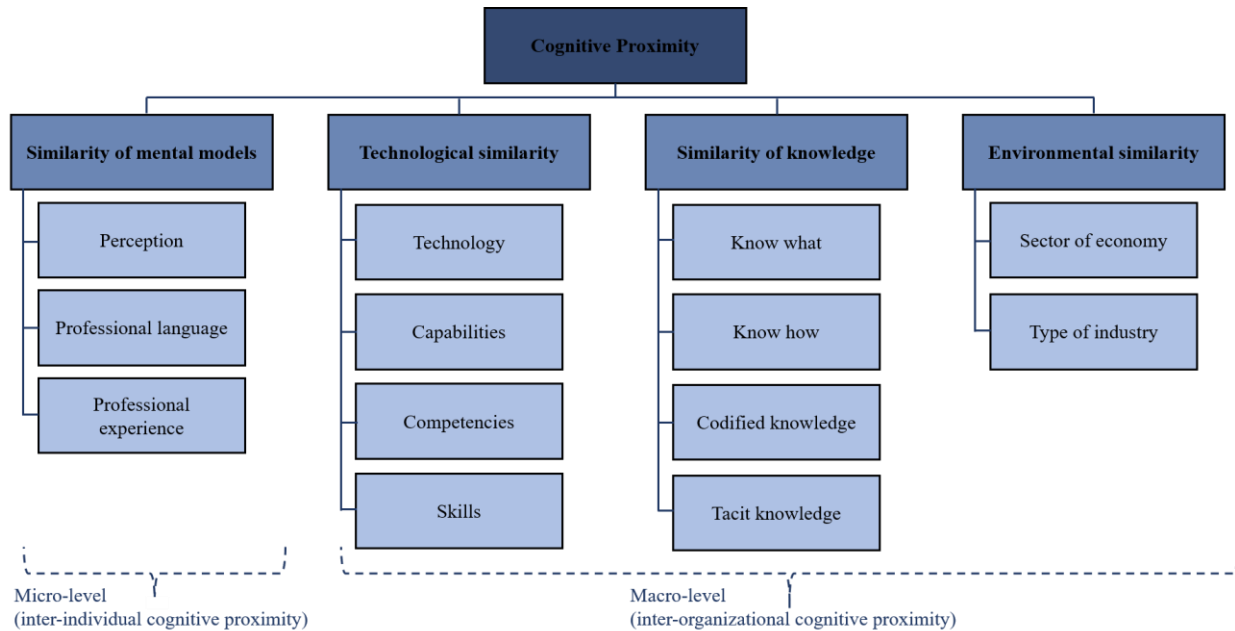 Cognitive Proximity
Similarity of mental models
Perception
Professional language
Professional
experience
Technological similarity
Technology
Capabilities
Competencies
Skills
Similarity of knowledge
Know what
Know how
Codified knowledge
Tacit knowledge
Environmental similarity
Sector of economy
Type of industry
Micro-level
(inter-individual cognitive proximity)
Macro-level
(inter-organizational cognitive proximity)